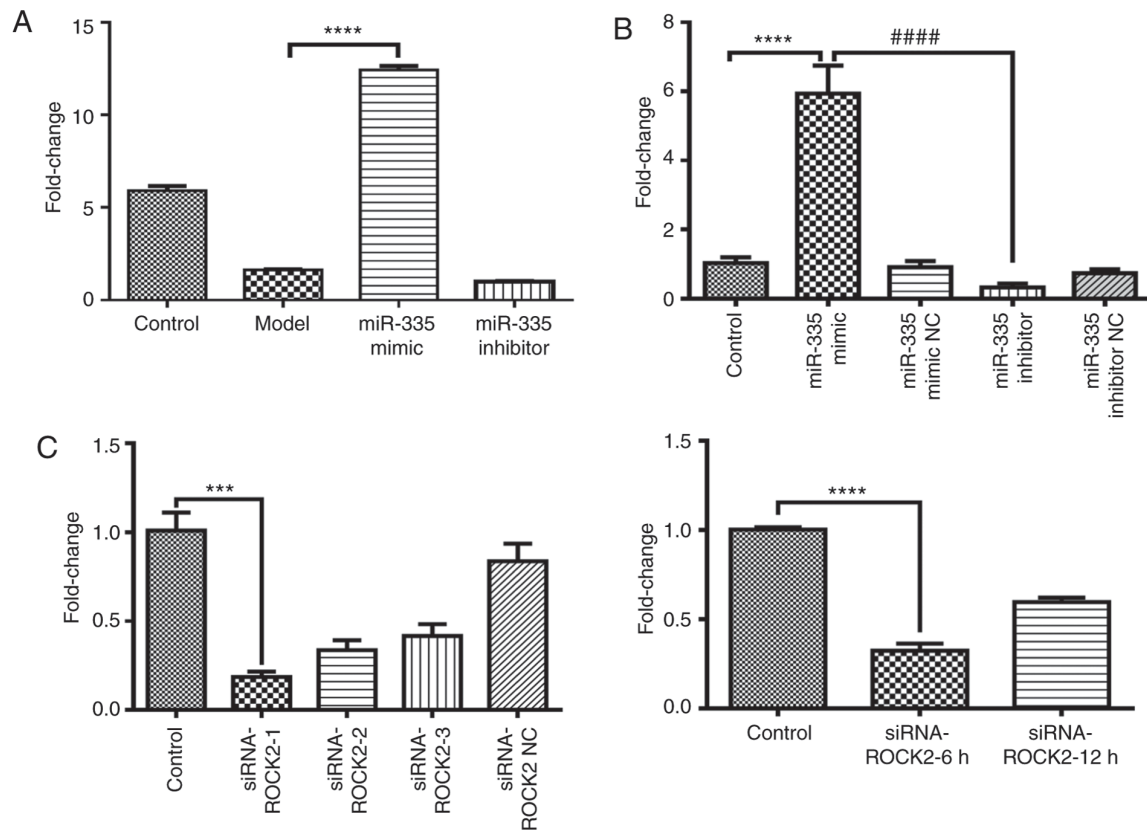 A
Fold-change
15
10
5
0
****
Control
Model
miR-335
mimic
miR-335
inhibitor
B
Fold-change
8
6
4
2
0
****
####
Control
miR-335
mimic
miR-335
mimic NC
miR-335
inhibitor
miR-335
inhibitor NC
C
Fold-change
1.5
1.0
0.5
0.0
***
Control
siRNA-
ROCK2-1
siRNA-
ROCK2-2
siRNA-
ROCK2-3
siRNA-
ROCK2 NC
Fold-change
1.5
1.0
0.5
0.0
****
Control
siRNA-
ROCK2-6 h
siRNA-
ROCK2-12 h